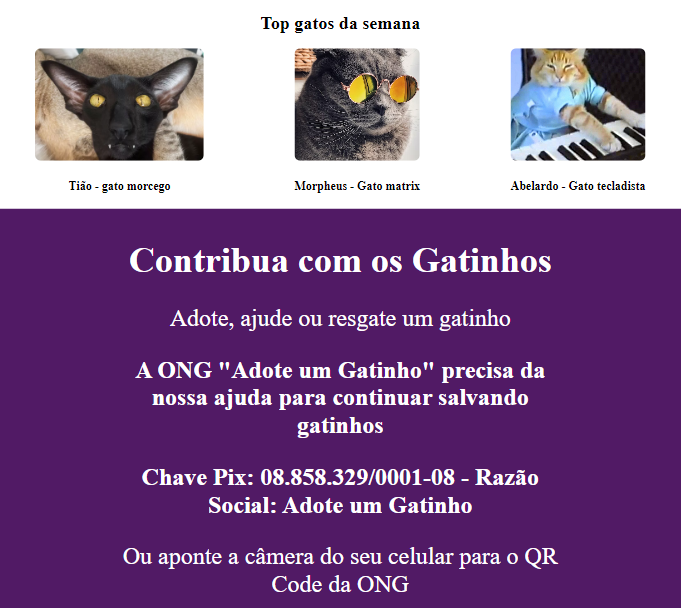 Top gatos da semana
Tião - gato morcego
Morpheus - Gato matrix
Abelardo - Gato tecladista
Contribua com os Gatinhos
Adote, ajude ou resgate um gatinho
A ONG "Adote um Gatinho" precisa da
nossa ajuda para continuar salvando
gatinhos
Chave Pix: 08.858.329/0001-08 - Razão
Social: Adote um Gatinho
Ou aponte a câmera do seu celular para o QR
Code da ONG